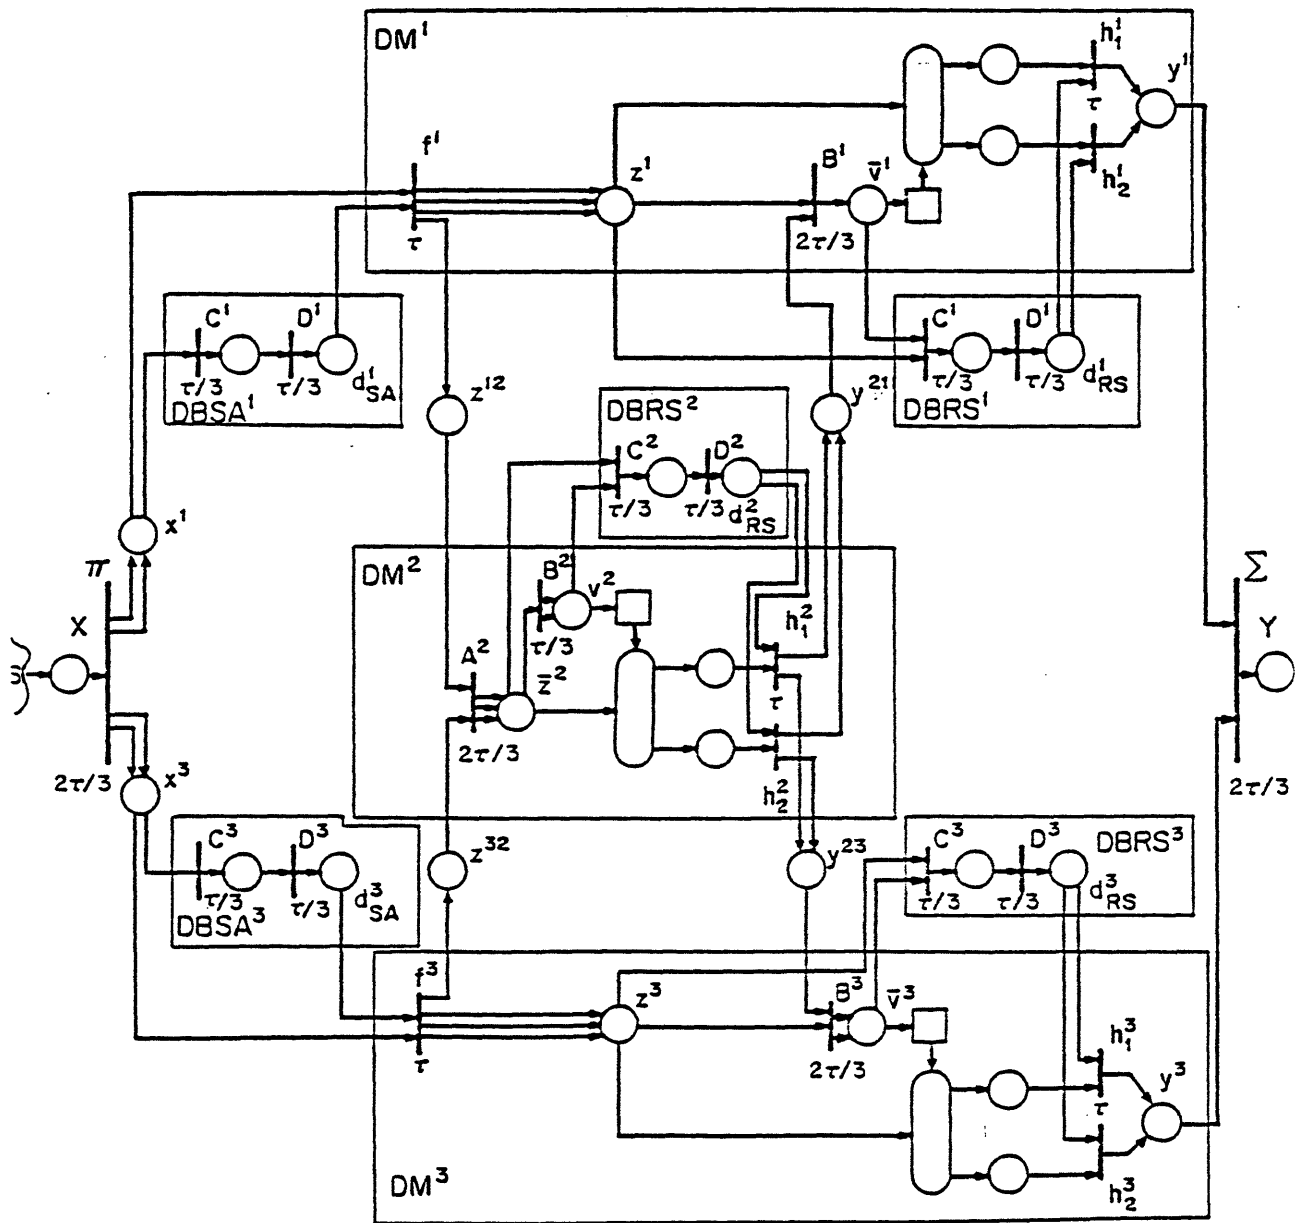 DM¹
h₁¹
y¹
τ
f¹
z¹
B¹
v̄¹
h₂¹
τ
2τ/3
C¹
D¹
C¹
D¹
τ/3
τ/3
d¹SA
z¹²
y²¹
τ/3
τ/3
d¹RS
DBSA¹
DBRS²
DBRS¹
C²
D²
τ/3
τ/3
d²RS
x¹
π
DM²
B²
v²
h₁²
Σ
X
τ/3
Y
S
A²
z̄²
τ
2τ/3
2τ/3
x³
h₂²
2τ/3
C³
D³
z³²
y²³
C³
D³
DBRS³
τ/3
τ/3
d³SA
τ/3
τ/3
d³RS
DBSA³
f³
z³
B³
v̄³
τ
2τ/3
h₁³
y³
τ
DM³
h₂³